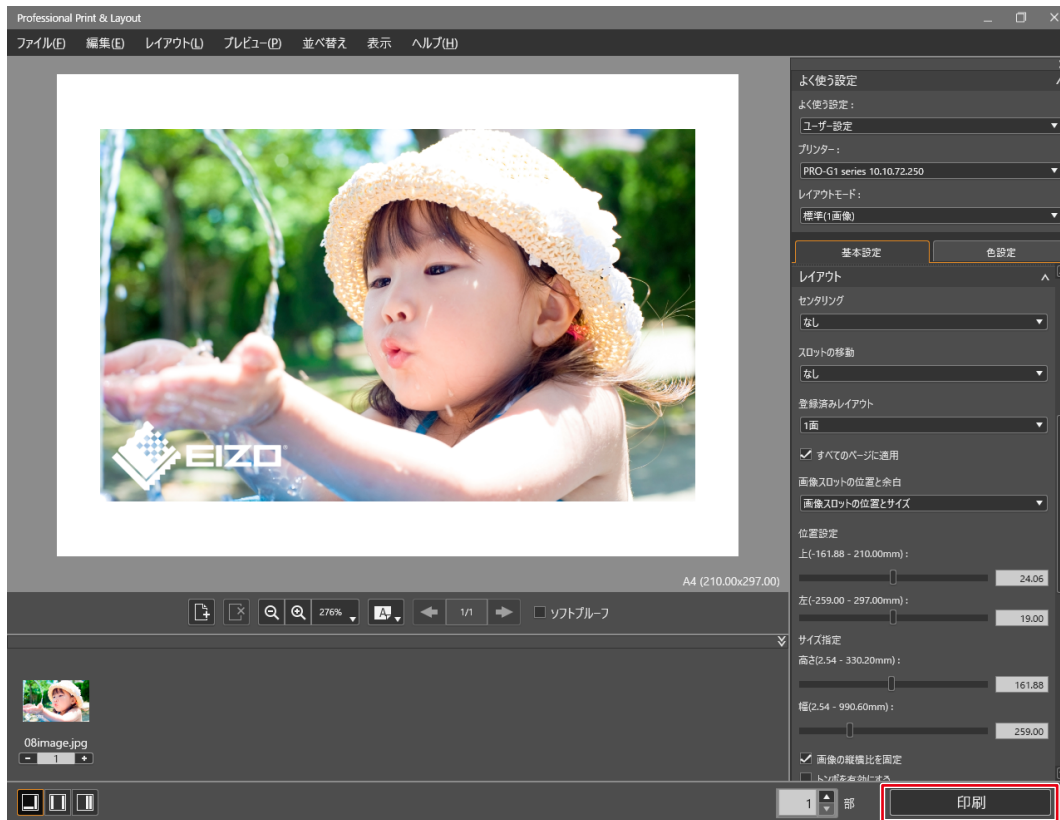 Professional Print & Layout
ファイル(F) 編集(E) レイアウト(L) プレビュー(P) 並べ替え 表示 ヘルプ(H)
EIZO
A4 (210.00x297.00)
276% 1/1 ソフトプルーフ
08image.jpg
- 1 +
よく使う設定
よく使う設定：
ユーザー設定
プリンター：
PRO-G1 series 10.10.72.250
レイアウトモード：
標準(1画像)
基本設定 色設定
レイアウト
センタリング
なし
スロットの移動
なし
登録済みレイアウト
1面
すべてのページに適用
画像スロットの位置と余白
画像スロットの位置とサイズ
位置設定
上(-161.88 - 210.00mm)：
24.06
左(-259.00 - 297.00mm)：
19.00
サイズ指定
高さ(2.54 - 330.20mm)：
161.88
幅(2.54 - 990.60mm)：
259.00
画像の縦横比を固定
トンボを有効にする
1 部 印刷